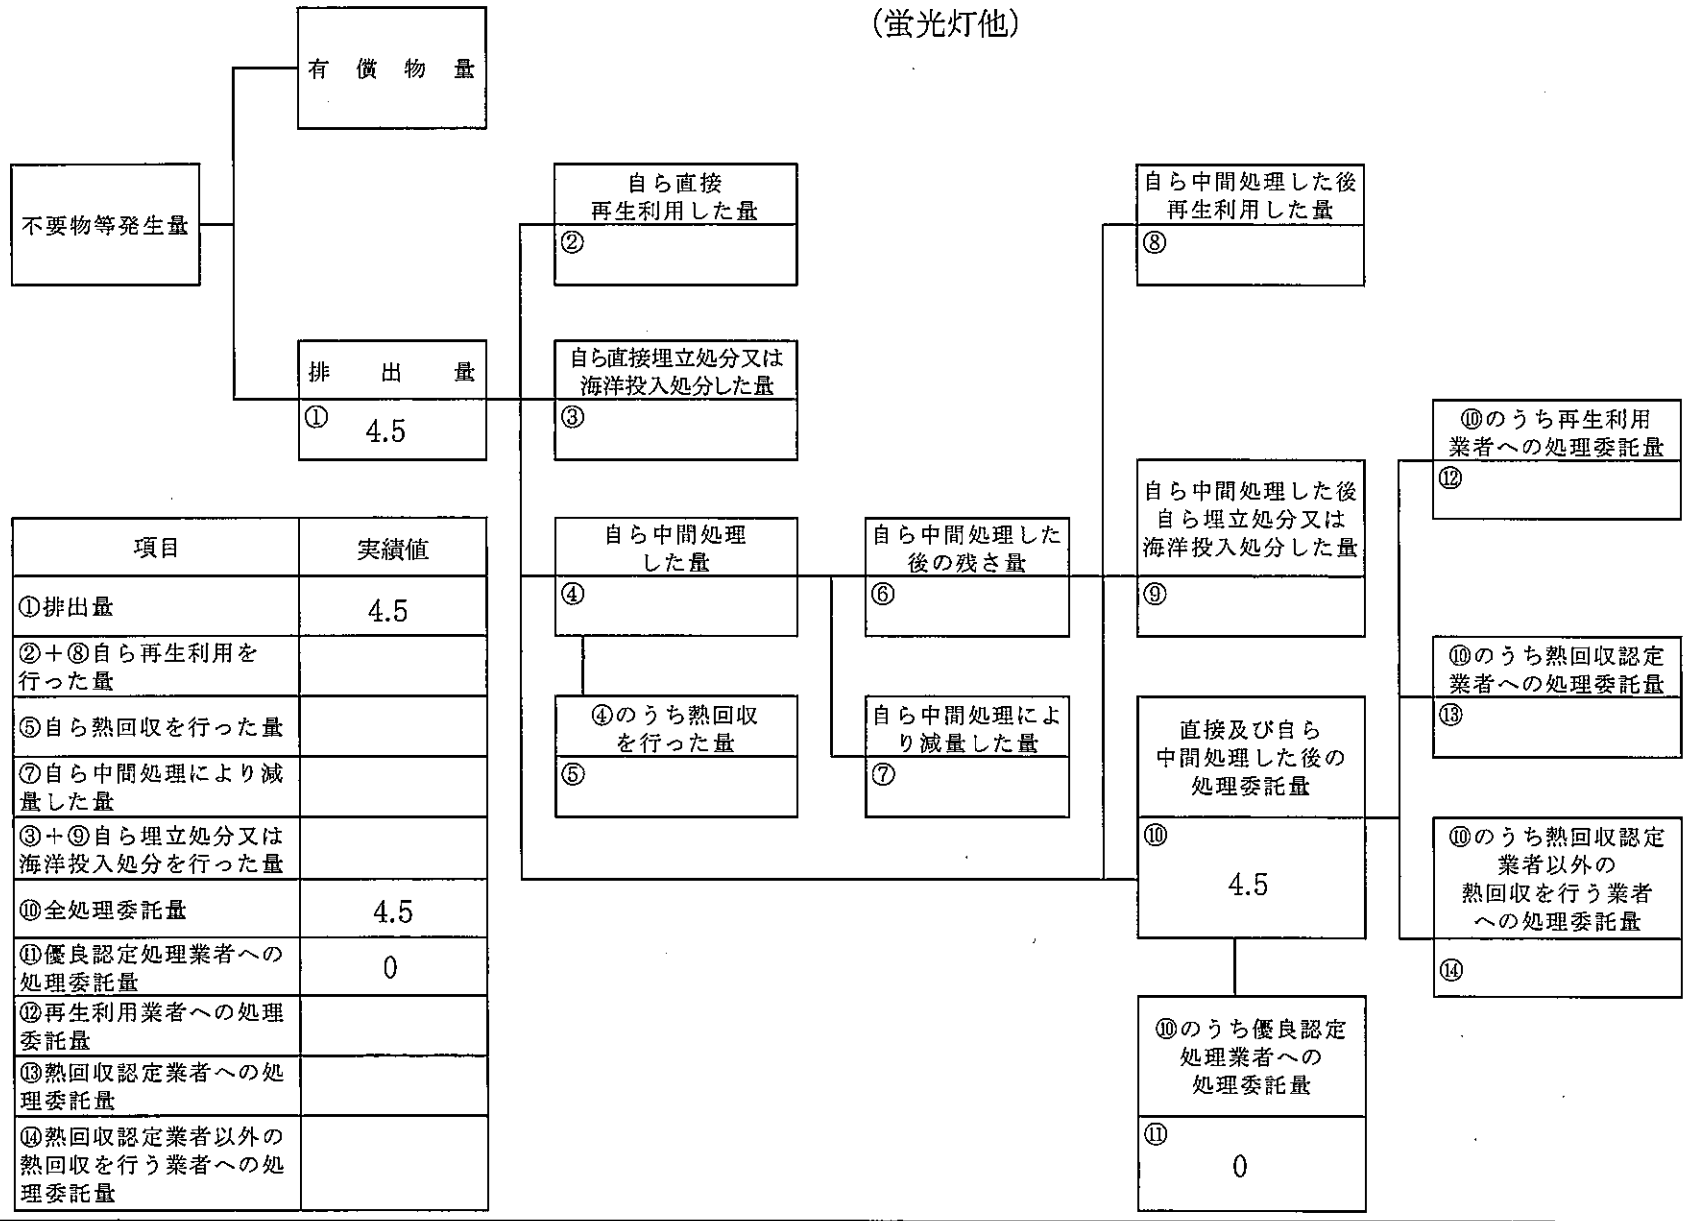 (蛍光灯他)
有償物量
不要物等発生量
排出量
①
4.5
自ら直接
再生利用した量
②
自ら直接埋立処分又は
海洋投入処分した量
③
自ら中間処理
した量
④
④のうち熱回収
を行った量
⑤
自ら中間処理した
後の残さ量
⑥
自ら中間処理によ
り減量した量
⑦
自ら中間処理した後
再生利用した量
⑧
自ら中間処理した後
自ら埋立処分又は
海洋投入処分した量
⑨
直接及び自ら
中間処理した後の
処理委託量
⑩
4.5
⑩のうち優良認定
処理業者への
処理委託量
⑪
0
⑩のうち再生利用
業者への処理委託量
⑫
⑩のうち熱回収認定
業者への処理委託量
⑬
⑩のうち熱回収認定
業者以外の
熱回収を行う業者
への処理委託量
⑭
項目 実績値
①排出量 4.5
②+⑧自ら再生利用を
行った量
⑤自ら熱回収を行った量
⑦自ら中間処理により減
量した量
③+⑨自ら埋立処分又は
海洋投入処分を行った量
⑩全処理委託量 4.5
⑪優良認定処理業者への
処理委託量 0
⑫再生利用業者への処理
委託量
⑬熱回収認定業者への処
理委託量
⑭熱回収認定業者以外の
熱回収を行う業者への処
理委託量